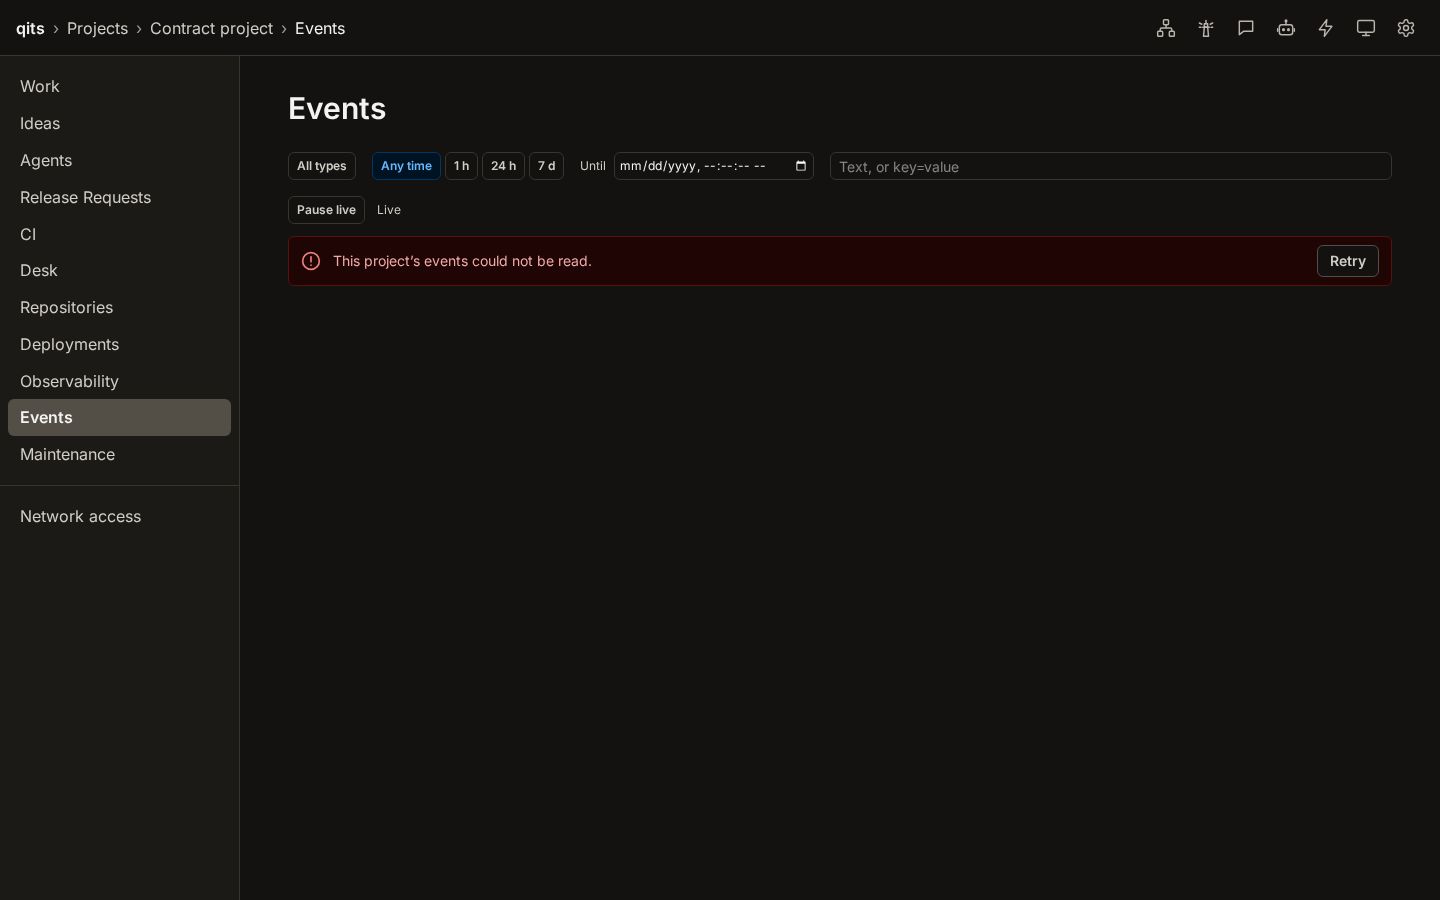 qits › Projects › Contract project › Events
Work
Ideas
Agents
Release Requests
CI
Desk
Repositories
Deployments
Observability
Events
Maintenance
Network access
Events
All types Any time 1 h 24 h 7 d Until mm/dd/yyyy, --:--:-- -- Text, or key=value
Pause live Live
This project’s events could not be read. Retry